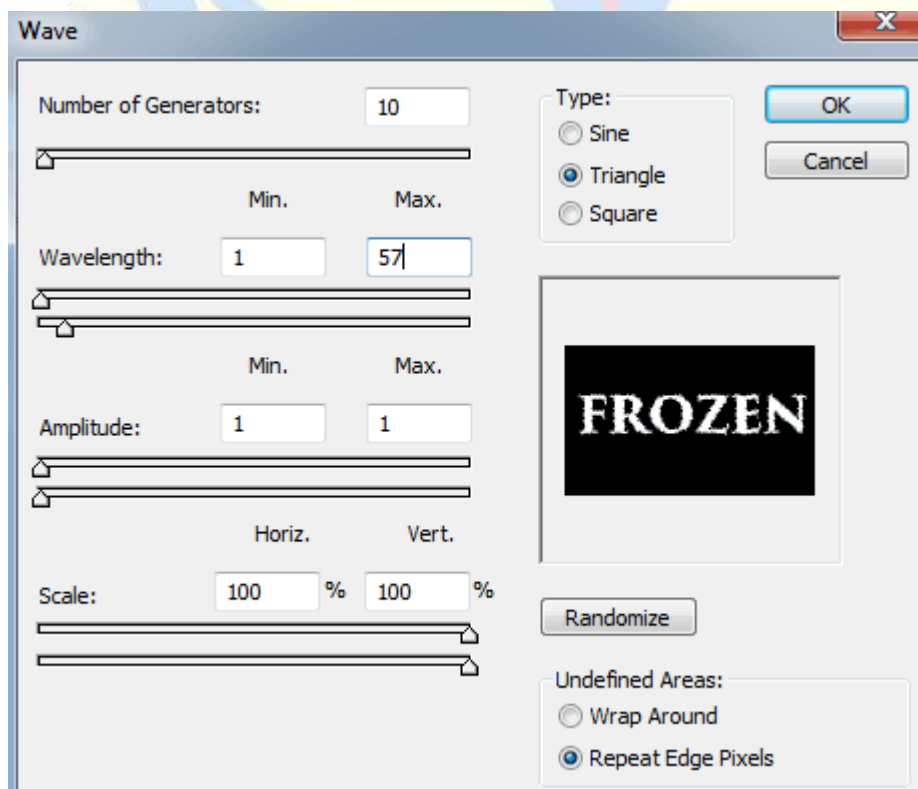 Wave
Number of Generators: 10
Min. Max.
Wavelength: 1 57
Min. Max.
Amplitude: 1 1
Horiz. Vert.
Scale: 100 % 100 %
Type:
Sine
Triangle
Square
OK
Cancel
FROZEN
Randomize
Undefined Areas:
Wrap Around
Repeat Edge Pixels